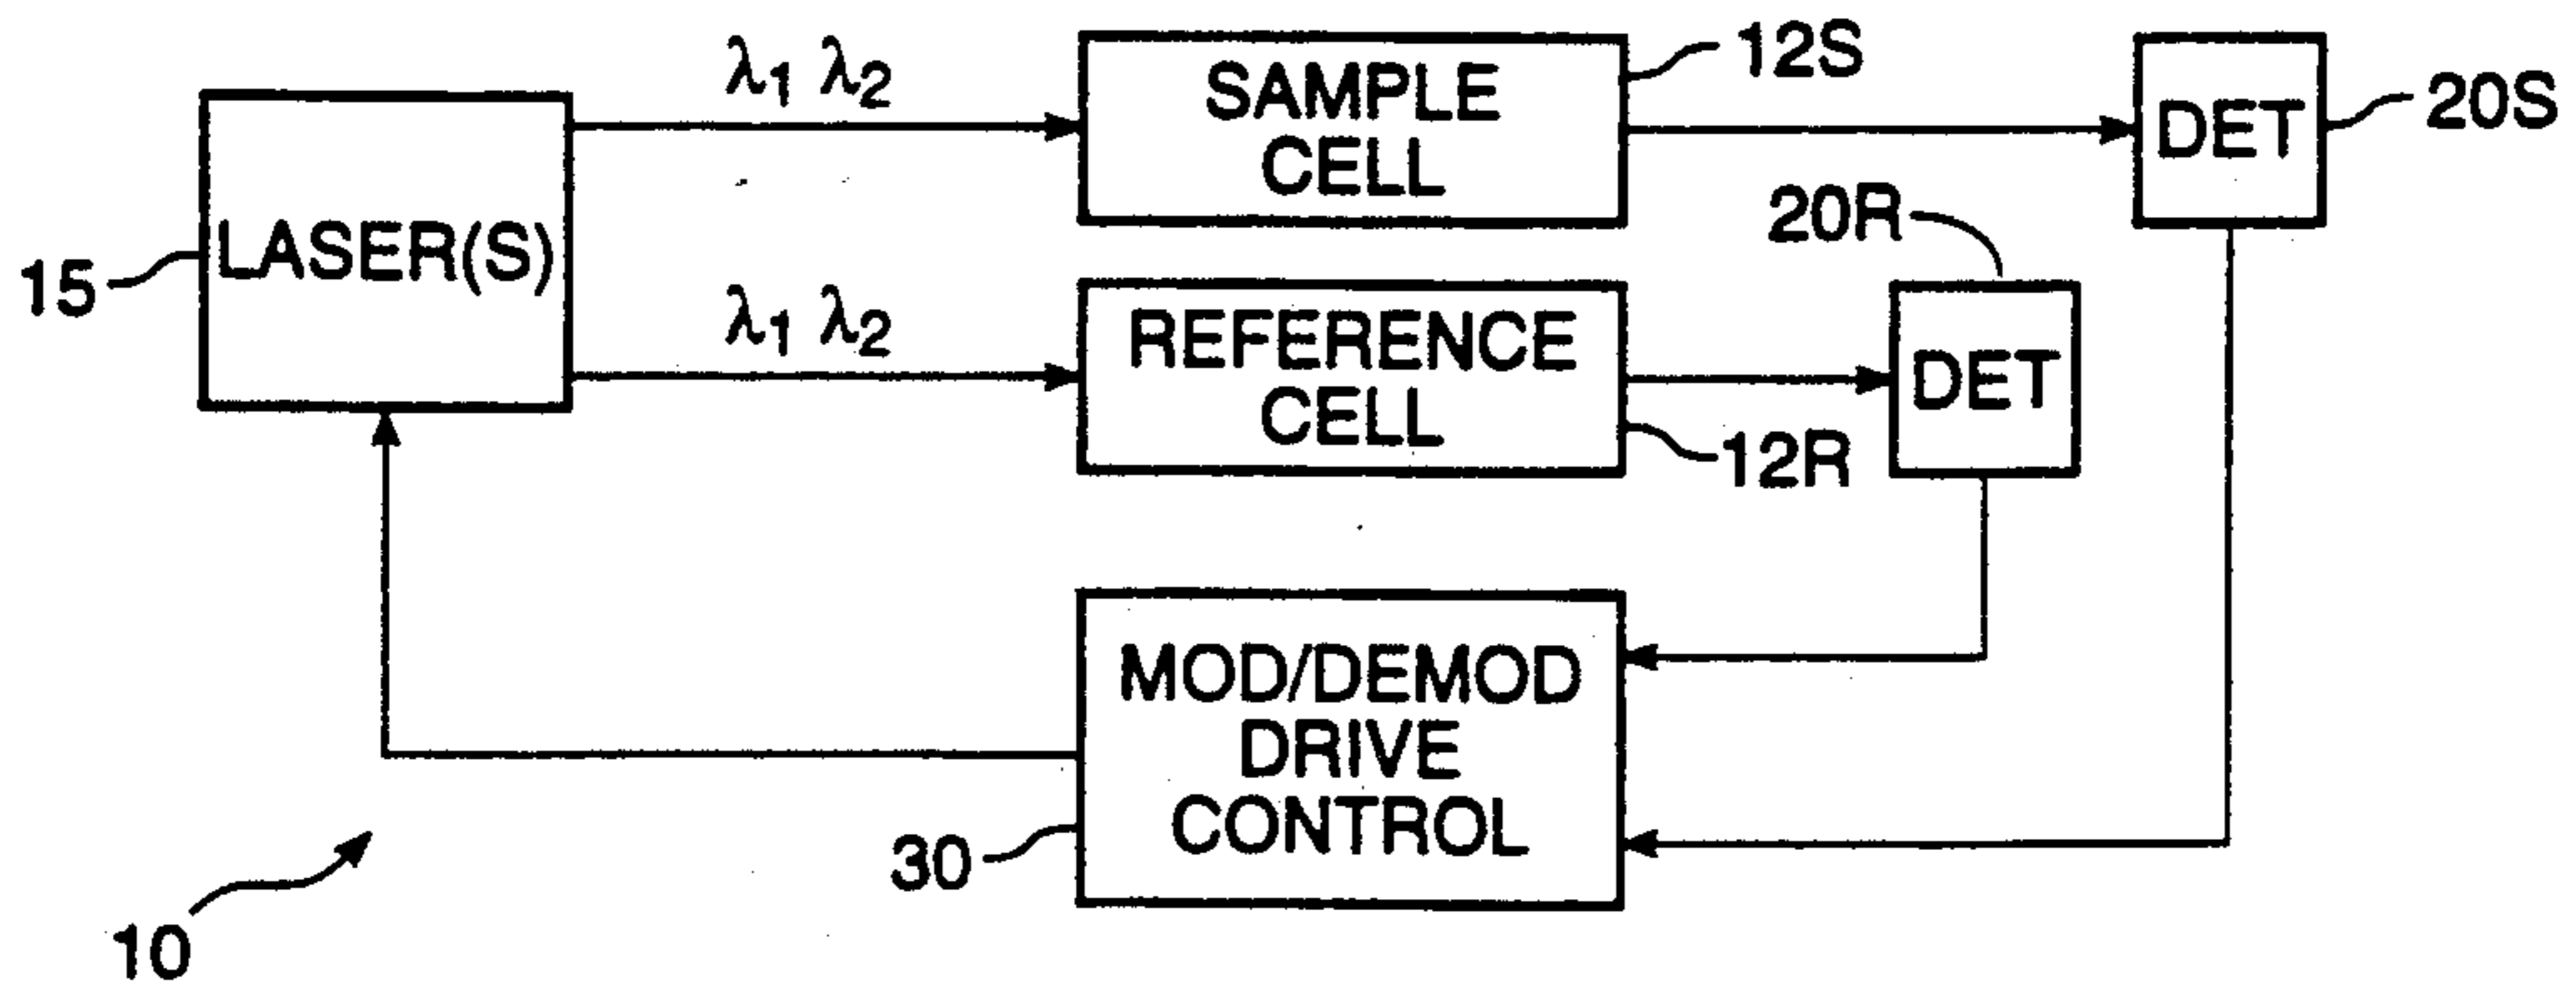 λ1 λ2
SAMPLE
CELL
12S
DET
20S
15
LASER(S)
20R
λ1 λ2
REFERENCE
CELL
12R
DET
MOD/DEMOD
DRIVE
CONTROL
30
10